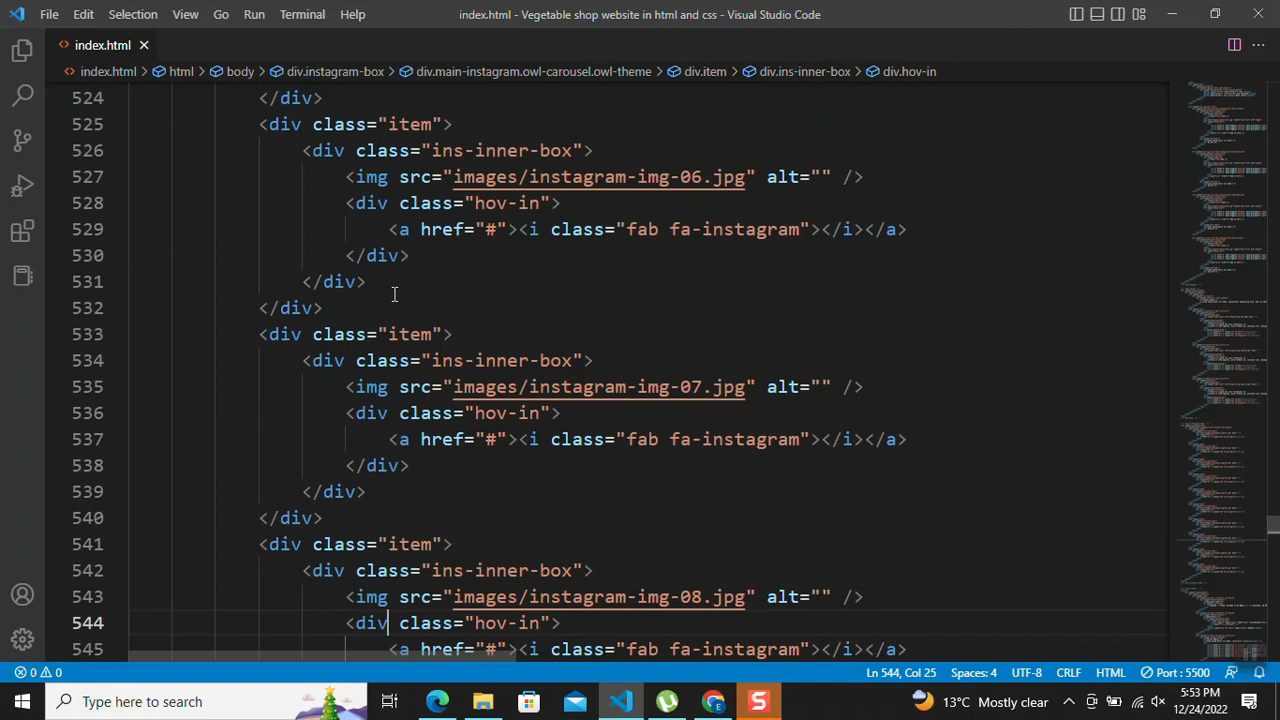 File Edit Selection View Go Run Terminal Help index.html - Vegetable shop website in html and css - Visual Studio Code
index.html
index.html > html > body > div.instagram-box > div.main-instagram.owl-carousel.owl-theme > div.item > div.ins-inner-box > div.hov-in
524 </div>
525 <div class="item">
526 <div class="ins-inner-box">
527 <img src="images/instagram-img-06.jpg" alt="" />
528 <div class="hov-in">
529 <a href="#"><i class="fab fa-instagram"></i></a>
530 </div>
531 </div>
532 </div>
533 <div class="item">
534 <div class="ins-inner-box">
535 <img src="images/instagram-img-07.jpg" alt="" />
536 <div class="hov-in">
537 <a href="#"><i class="fab fa-instagram"></i></a>
538 </div>
539 </div>
540 </div>
541 <div class="item">
542 <div class="ins-inner-box">
543 <img src="images/instagram-img-08.jpg" alt="" />
544 <div class="hov-in">
545 <a href="#"><i class="fab fa-instagram"></i></a>
0 0 Ln 544, Col 25 Spaces: 4 UTF-8 CRLF HTML Port : 5500
Type here to search 13°C Mostly clear 5:53 PM
12/24/2022